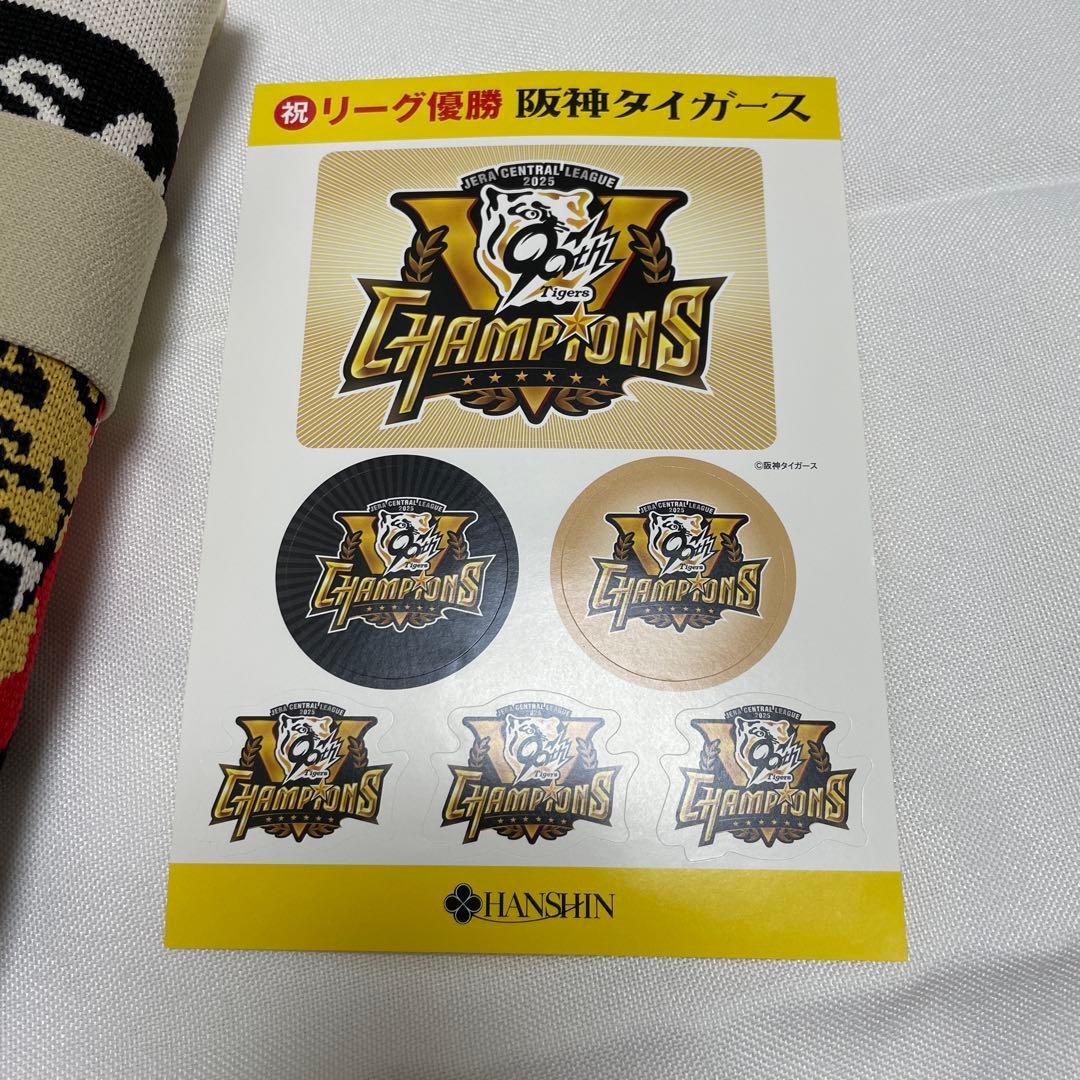 祝リーグ優勝 阪神タイガース
JERA CENTRAL LEAGUE
2025
90th
Tigers
CHAMPIONS
©阪神タイガース
JERA CENTRAL LEAGUE
2025
90th
Tigers
CHAMPIONS
JERA CENTRAL LEAGUE
2025
90th
Tigers
CHAMPIONS
JERA CENTRAL LEAGUE
2025
90th
Tigers
CHAMPIONS
JERA CENTRAL LEAGUE
2025
90th
Tigers
CHAMPIONS
JERA CENTRAL LEAGUE
2025
90th
Tigers
CHAMPIONS
HANSHIN